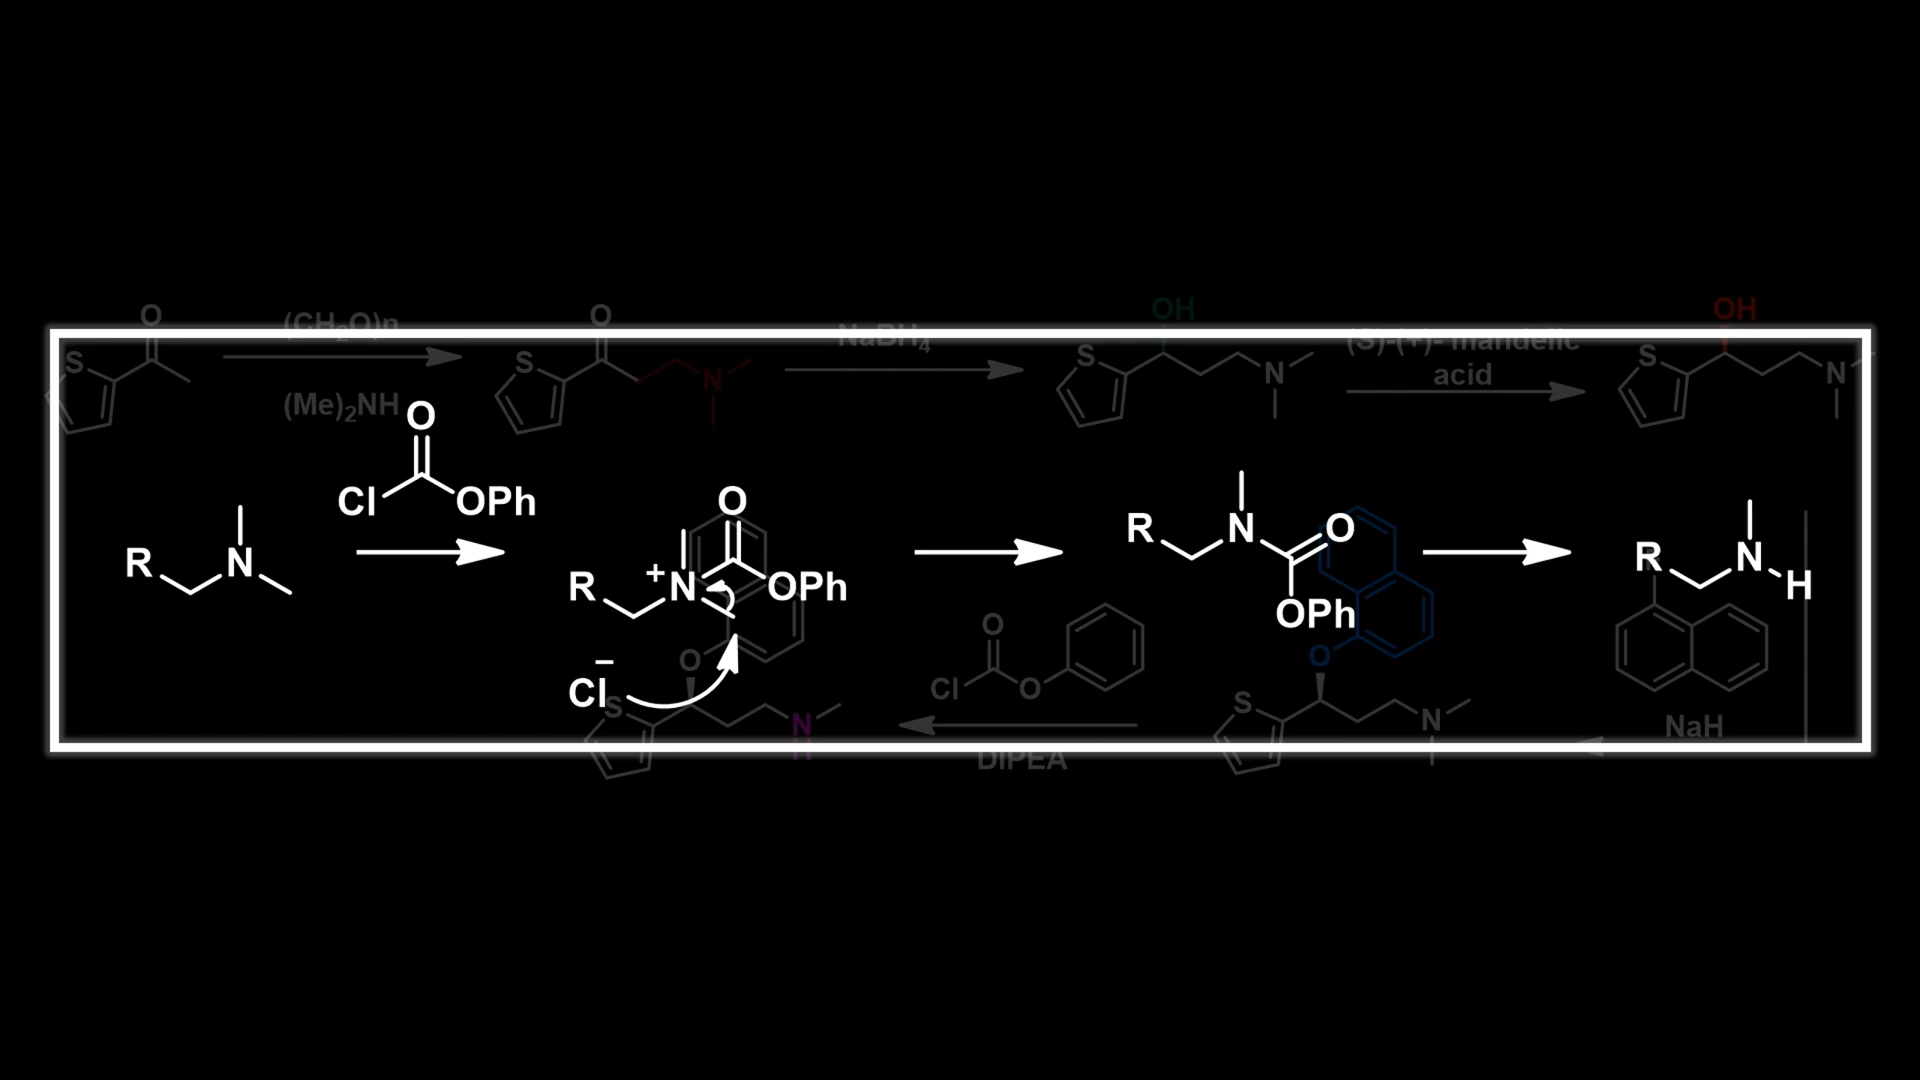 O O OH OH
(CH₂O)n NaBH₄ (S)-(+)- mandelic
S S S S
acid
N N N
(Me)₂NH
O
Cl OPh
R N
O
R + N OPh
Cl −
R N O
OPh
R N
H
O O O
Cl O
S N
H
S N
NaH
DIPEA